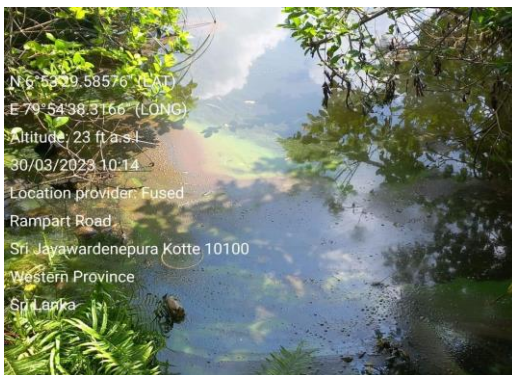 N 6°53'29.58576" (LAT)
E 79°54'38.3166" (LONG)
Altitude: 23 ft a.s.l.
30/03/2023 10:14
Location provider: Fused
Rampart Road
Sri Jayawardenepura Kotte 10100
Western Province
Sri Lanka